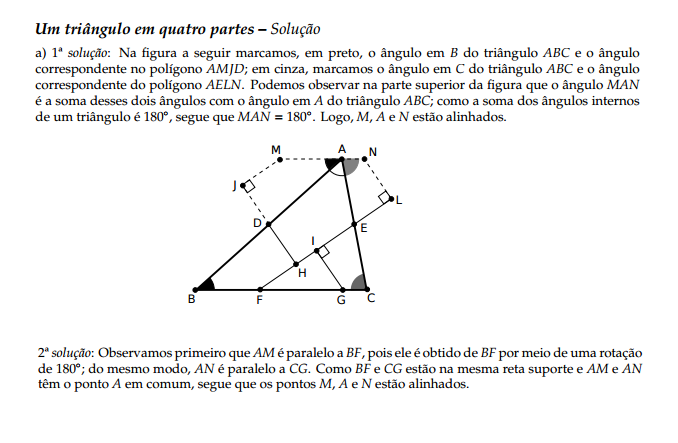 Um triângulo em quatro partes – Solução
a) 1ª solução: Na figura a seguir marcamos, em preto, o ângulo em B do triângulo ABC e o ângulo
correspondente no polígono AMJD; em cinza, marcamos o ângulo em C do triângulo ABC e o ângulo
correspondente do polígono AELN. Podemos observar na parte superior da figura que o ângulo MAN
é a soma desses dois ângulos com o ângulo em A do triângulo ABC; como a soma dos ângulos internos
de um triângulo é 180°, segue que MAN = 180°. Logo, M, A e N estão alinhados.
M
A
N
J
L
D
E
I
H
B
F
G
C
2ª solução: Observamos primeiro que AM é paralelo a BF, pois ele é obtido de BF por meio de uma rotação
de 180°; do mesmo modo, AN é paralelo a CG. Como BF e CG estão na mesma reta suporte e AM e AN
têm o ponto A em comum, segue que os pontos M, A e N estão alinhados.